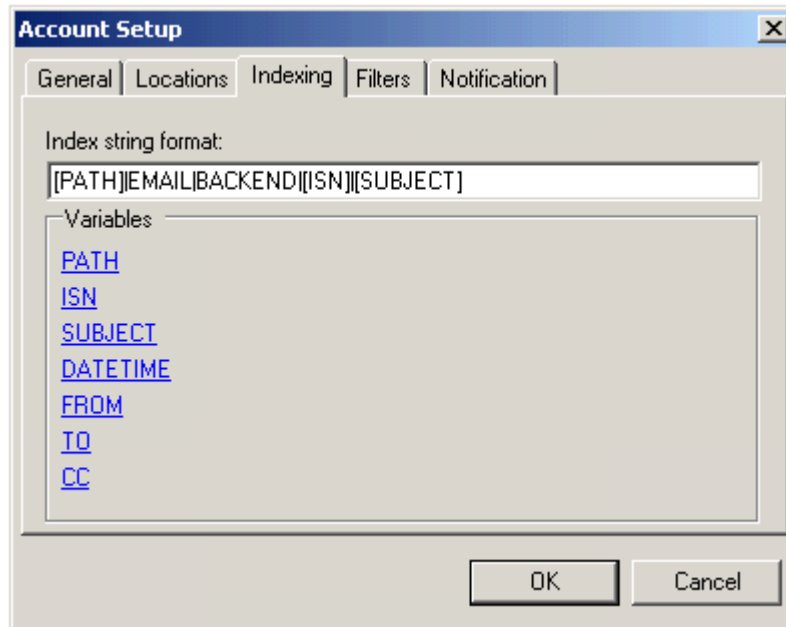 Account Setup
General Locations Indexing Filters Notification
Index string format:
[PATH]|EMAIL|BACKEND|[ISN]|[SUBJECT]
Variables
PATH
ISN
SUBJECT
DATETIME
FROM
TO
CC
OK Cancel